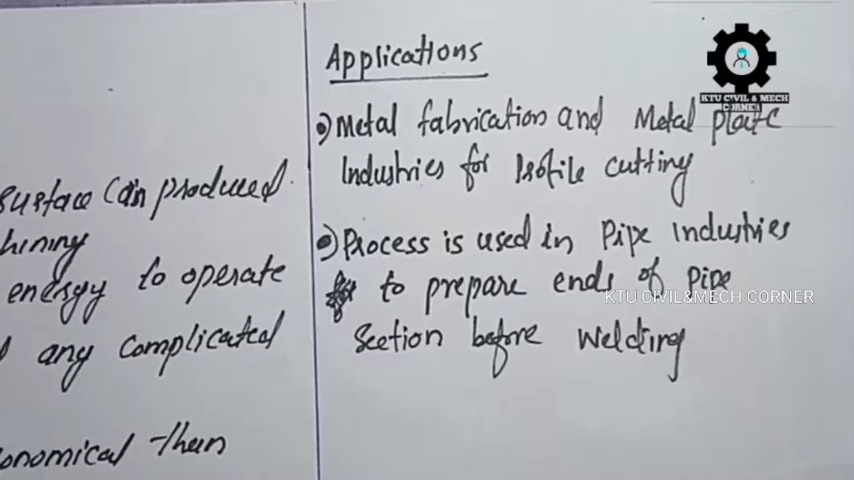 surface can produced
hining
energy to operate
any complicated
onomical than
Applications
Metal fabrication and Metal plate
Industries for Profile cutting
Process is used in Pipe Industries
to prepare ends of Pipe
Section before welding
KTU CIVIL & MECH
CORNER
KTU CIVIL&MECH CORNER